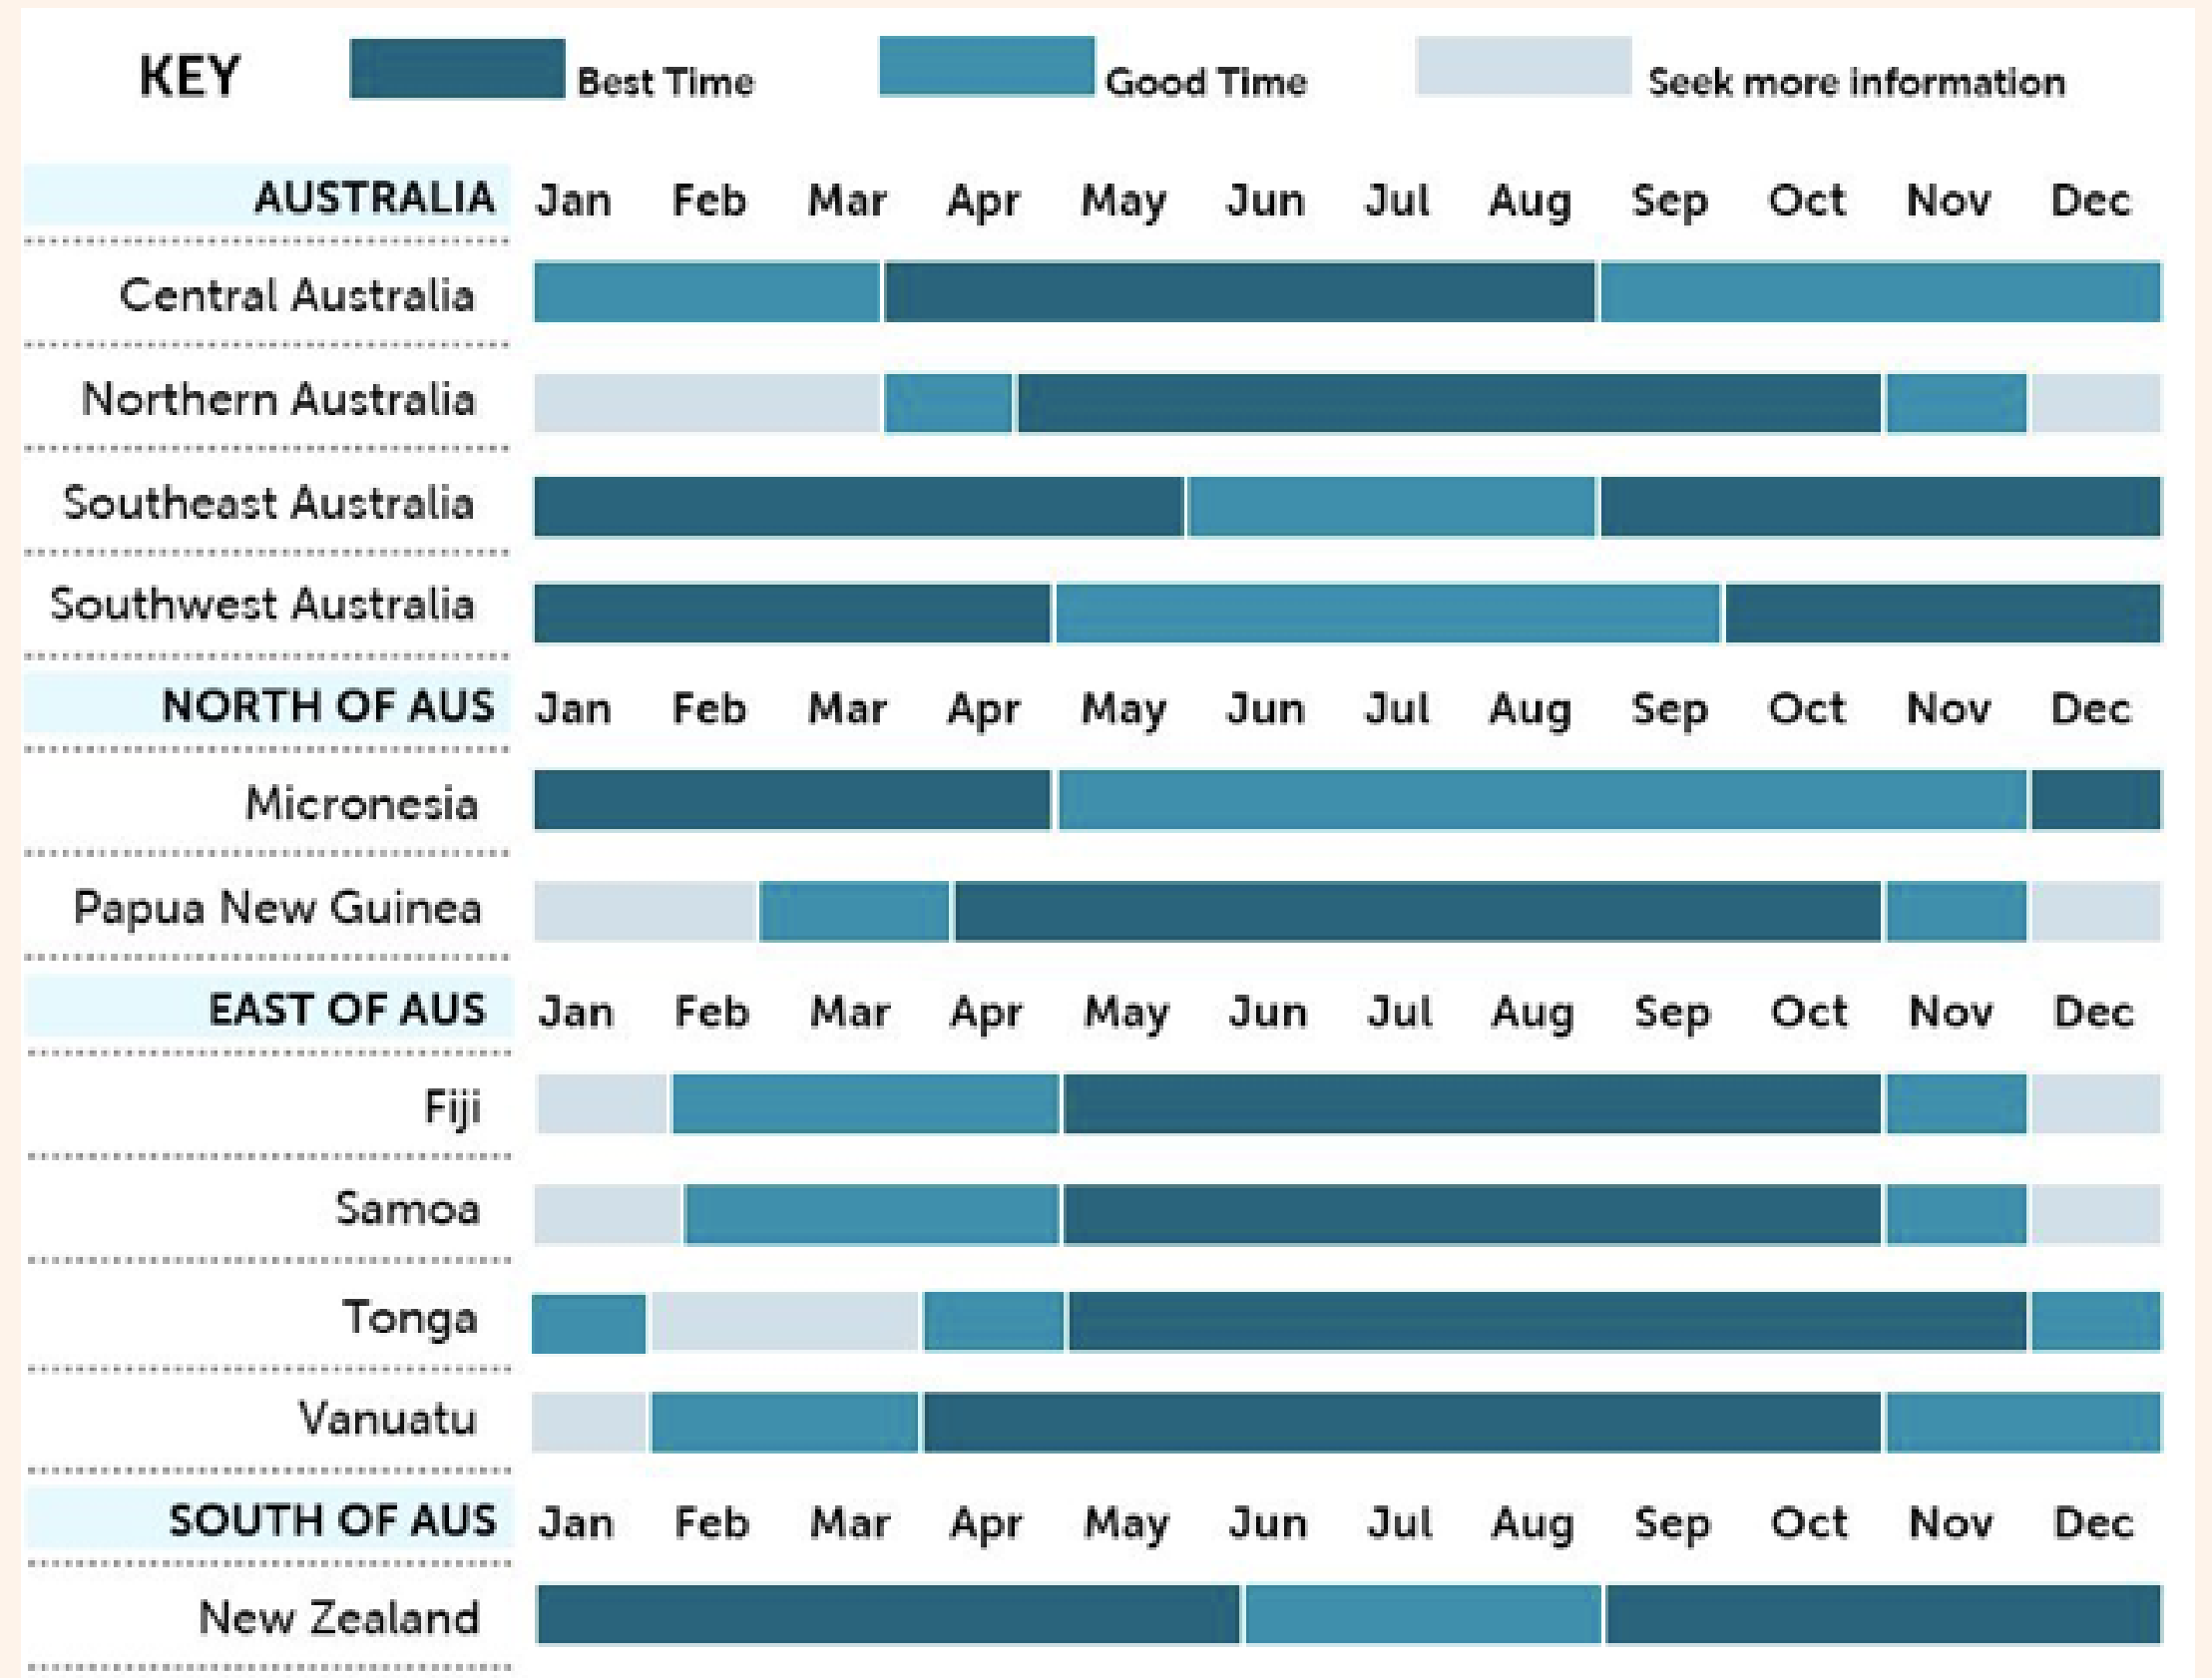 KEY Best Time Good Time Seek more information
AUSTRALIA Jan Feb Mar Apr May Jun Jul Aug Sep Oct Nov Dec
Central Australia
Northern Australia
Southeast Australia
Southwest Australia
NORTH OF AUS Jan Feb Mar Apr May Jun Jul Aug Sep Oct Nov Dec
Micronesia
Papua New Guinea
EAST OF AUS Jan Feb Mar Apr May Jun Jul Aug Sep Oct Nov Dec
Fiji
Samoa
Tonga
Vanuatu
SOUTH OF AUS Jan Feb Mar Apr May Jun Jul Aug Sep Oct Nov Dec
New Zealand